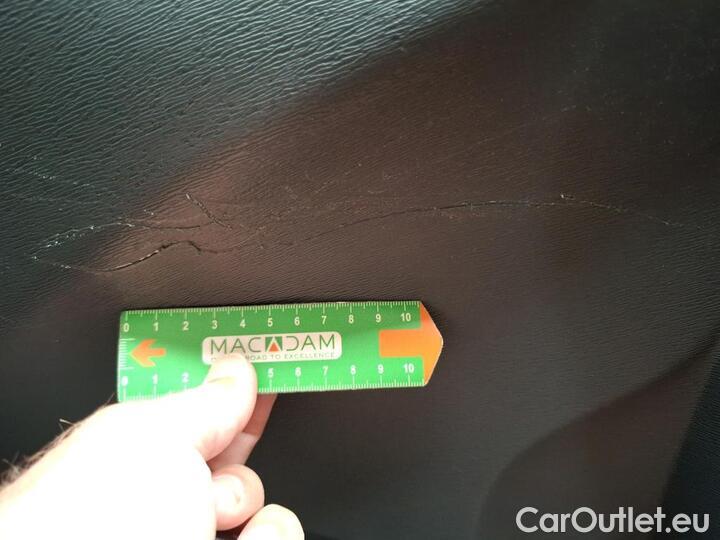 0 1 2 3 4 5 6 7 8 9 10
MACADAM
ROAD TO EXCELLENCE
0 1 2 5 6 7 8 9 10
CarOutlet.eu